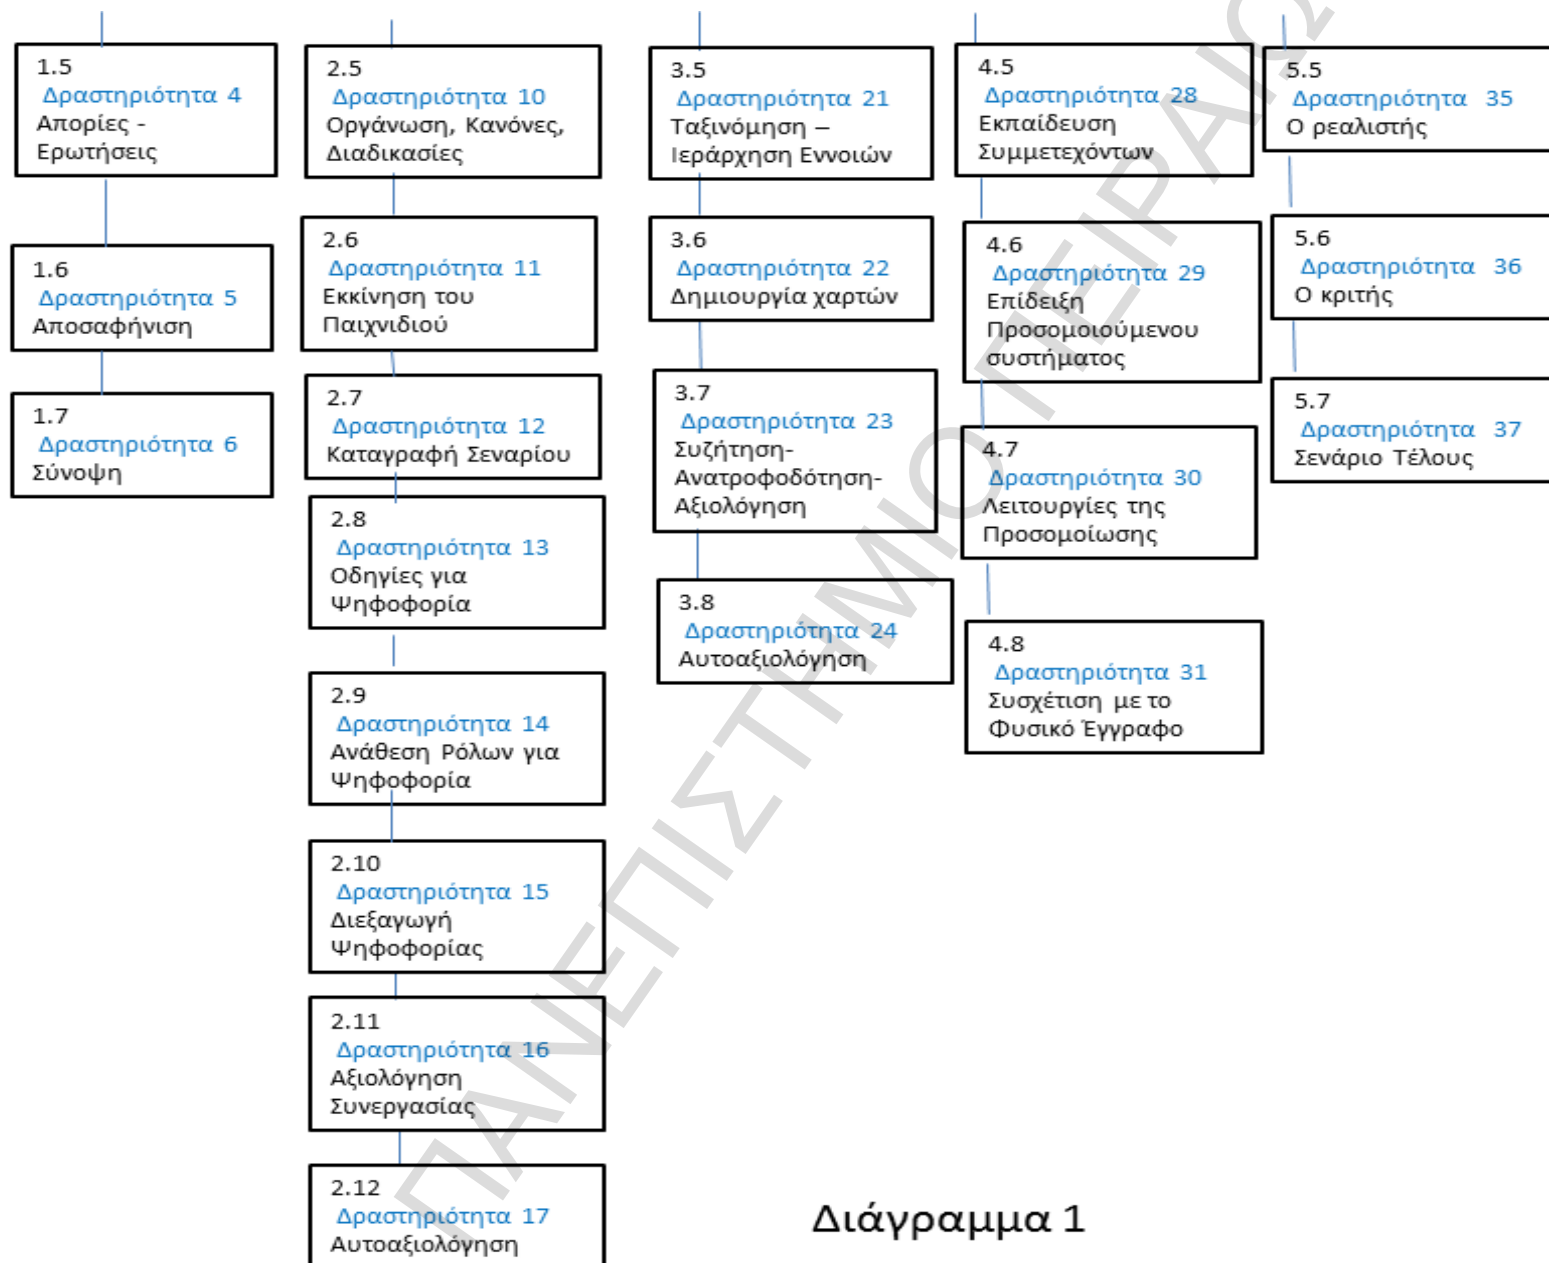 1.5
Δραστηριότητα 4
Απορίες -
Ερωτήσεις
1.6
Δραστηριότητα 5
Αποσαφήνιση
1.7
Δραστηριότητα 6
Σύνοψη
2.5
Δραστηριότητα 10
Οργάνωση, Κανόνες,
Διαδικασίες
2.6
Δραστηριότητα 11
Εκκίνηση του
Παιχνιδιού
2.7
Δραστηριότητα 12
Καταγραφή Σεναρίου
2.8
Δραστηριότητα 13
Οδηγίες για
Ψηφοφορία
2.9
Δραστηριότητα 14
Ανάθεση Ρόλων για
Ψηφοφορία
2.10
Δραστηριότητα 15
Διεξαγωγή
Ψηφοφορίας
2.11
Δραστηριότητα 16
Αξιολόγηση
Συνεργασίας
2.12
Δραστηριότητα 17
Αυτοαξιολόγηση
3.5
Δραστηριότητα 21
Ταξινόμηση –
Ιεράρχηση Εννοιών
3.6
Δραστηριότητα 22
Δημιουργία χαρτών
3.7
Δραστηριότητα 23
Συζήτηση-
Ανατροφοδότηση-
Αξιολόγηση
3.8
Δραστηριότητα 24
Αυτοαξιολόγηση
4.5
Δραστηριότητα 28
Εκπαίδευση
Συμμετεχόντων
4.6
Δραστηριότητα 29
Επίδειξη
Προσομοιούμενου
συστήματος
4.7
Δραστηριότητα 30
Λειτουργίες της
Προσομοίωσης
4.8
Δραστηριότητα 31
Συσχέτιση με το
Φυσικό Έγγραφο
5.5
Δραστηριότητα 35
Ο ρεαλιστής
5.6
Δραστηριότητα 36
Ο κριτής
5.7
Δραστηριότητα 37
Σενάριο Τέλους
Διάγραμμα 1
ΠΑΝΕΠΙΣΤΗΜΙΟ ΠΕΙΡΑΙΩ